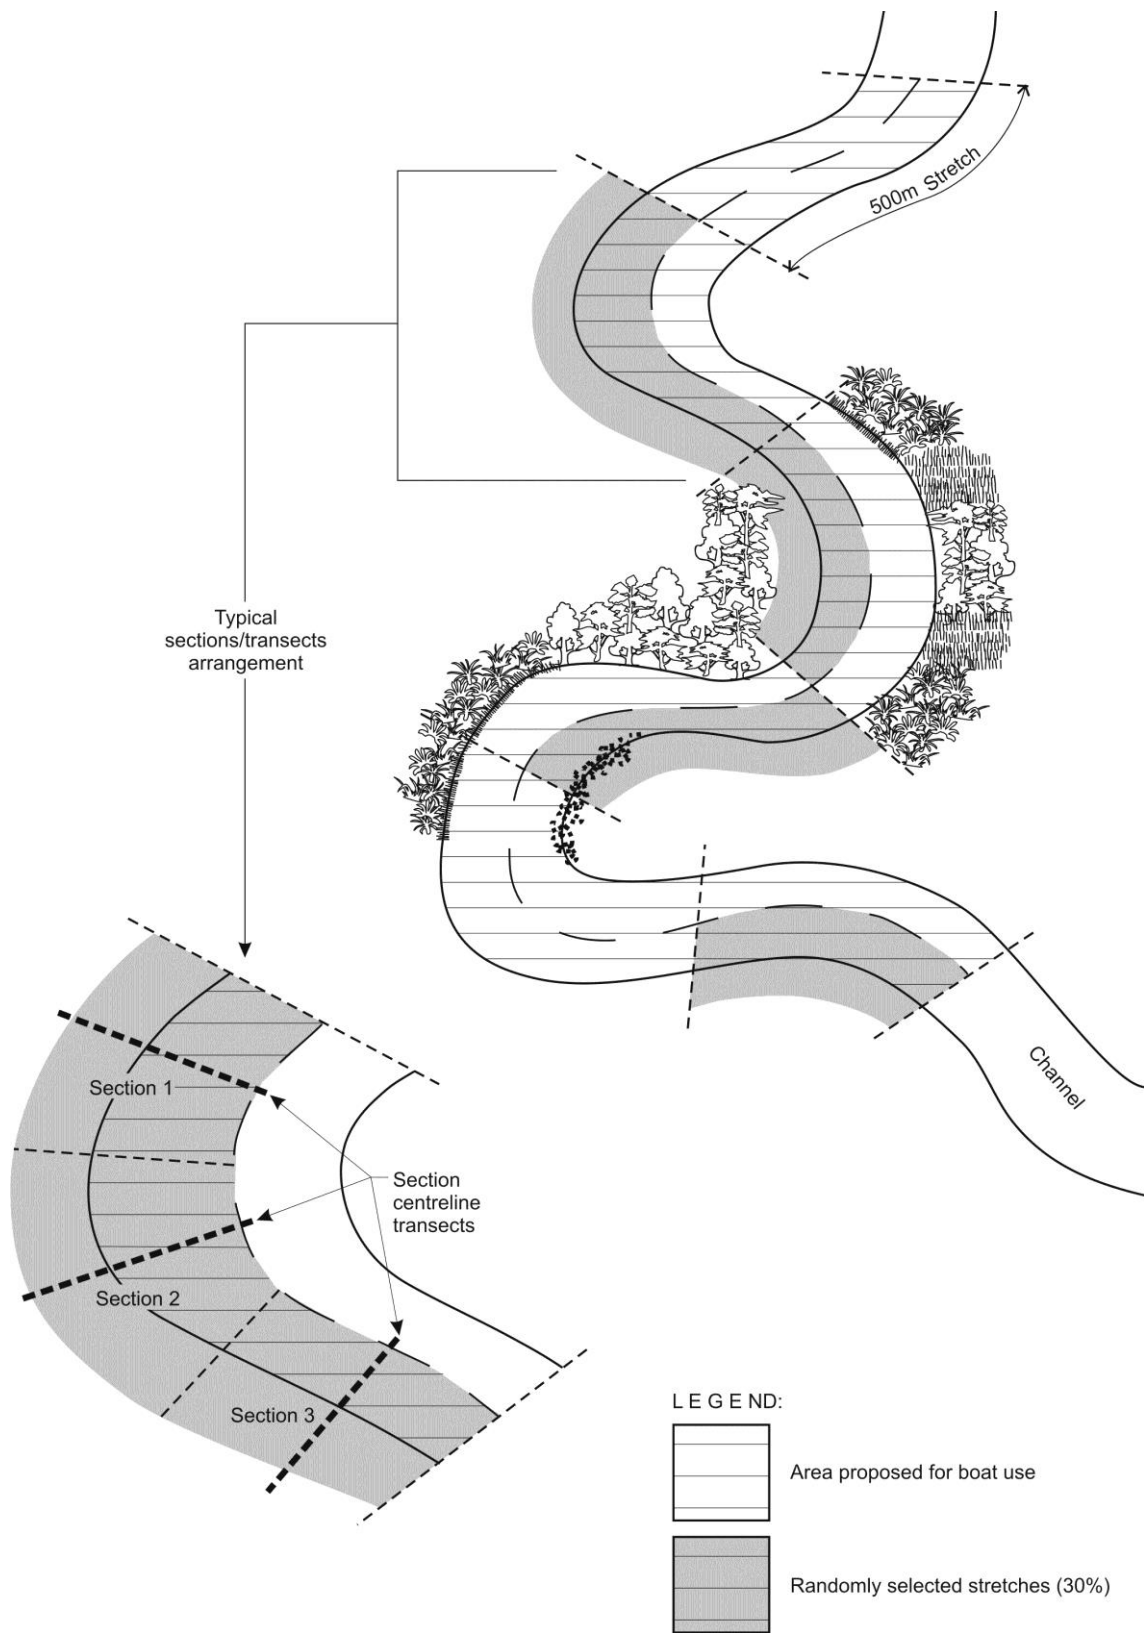 500m Stretch
Typical
sections/transects
arrangement
Channel
Section 1
Section
centreline
transects
Section 2
Section 3
L E G E ND:
Area proposed for boat use
Randomly selected stretches (30%)